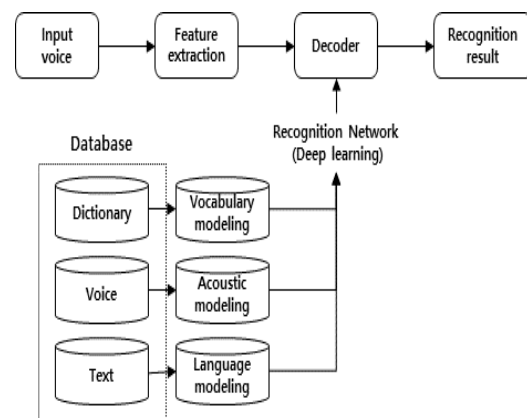 Input
voice
Feature
extraction
Decoder
Recognition
result
Recognition Network
(Deep learning)
Database
Dictionary
Vocabulary
modeling
Voice
Acoustic
modeling
Text
Language
modeling